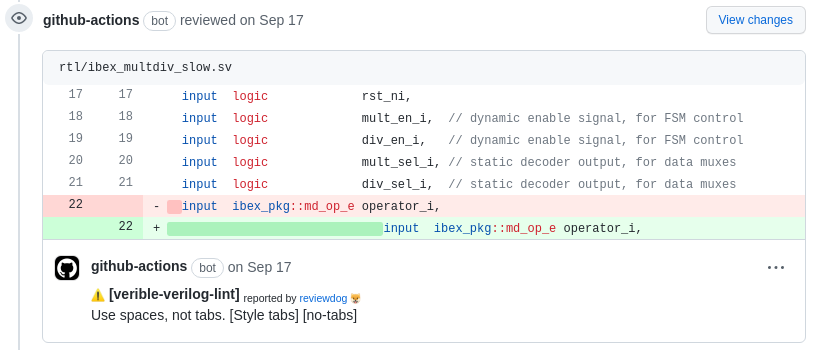 github-actions bot reviewed on Sep 17 View changes
rtl/ibex_multdiv_slow.sv
17 17 input logic rst_ni,
18 18 input logic mult_en_i, // dynamic enable signal, for FSM control
19 19 input logic div_en_i, // dynamic enable signal, for FSM control
20 20 input logic mult_sel_i, // static decoder output, for data muxes
21 21 input logic div_sel_i, // static decoder output, for data muxes
22 - input ibex_pkg::md_op_e operator_i,
22 + input ibex_pkg::md_op_e operator_i,
github-actions bot on Sep 17
⚠️ [verible-verilog-lint] reported by reviewdog 🐶
Use spaces, not tabs. [Style tabs] [no-tabs]